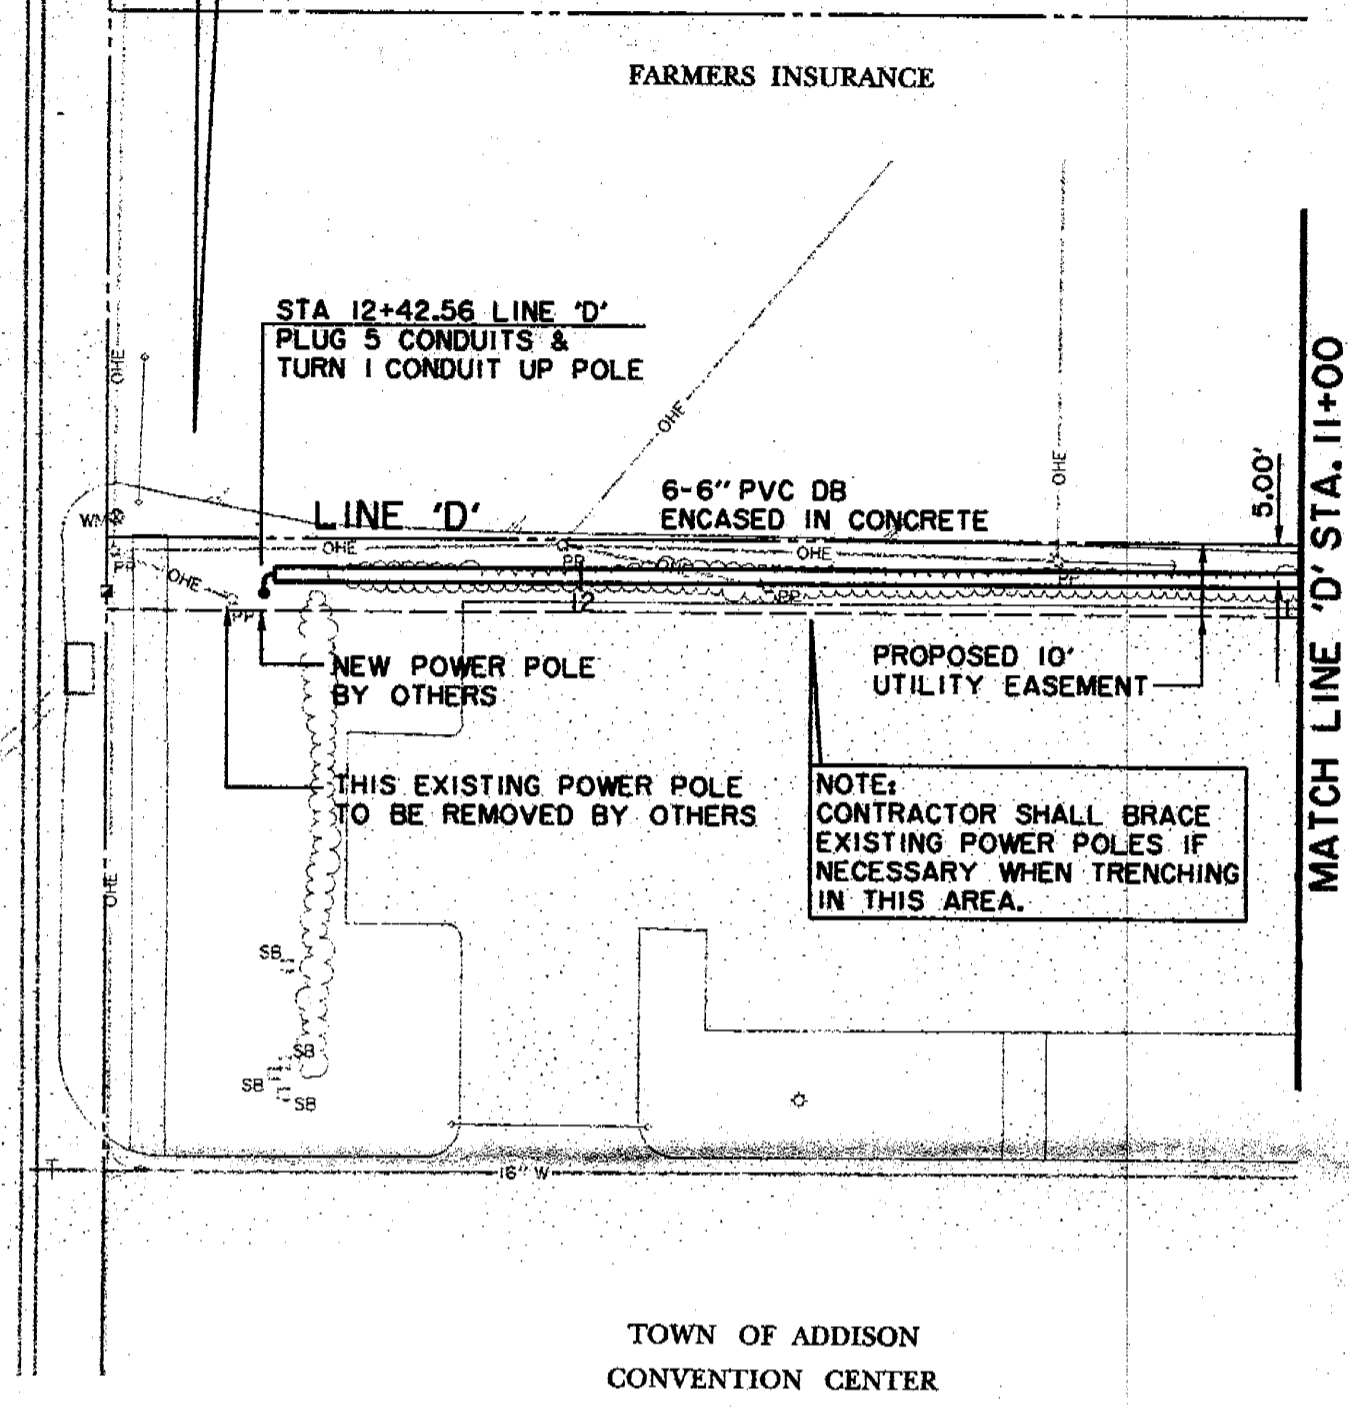 FARMERS INSURANCE
STA 12+42.56 LINE 'D'
PLUG 5 CONDUITS &
TURN 1 CONDUIT UP POLE
OHE
OHE
OHE
5.00'
MATCH LINE 'D' STA. 11+00
LINE 'D'
6-6" PVC DB
ENCASED IN CONCRETE
WM
OHE
OHE
PP
OHE
PP
OHE
PP
PP
PP
12
NEW POWER POLE
BY OTHERS
PROPOSED 10'
UTILITY EASEMENT
THIS EXISTING POWER POLE
TO BE REMOVED BY OTHERS
NOTE:
CONTRACTOR SHALL BRACE
EXISTING POWER POLES IF
NECESSARY WHEN TRENCHING
IN THIS AREA.
OHE
SB
SB
SB
SB
16" W
TOWN OF ADDISON
CONVENTION CENTER